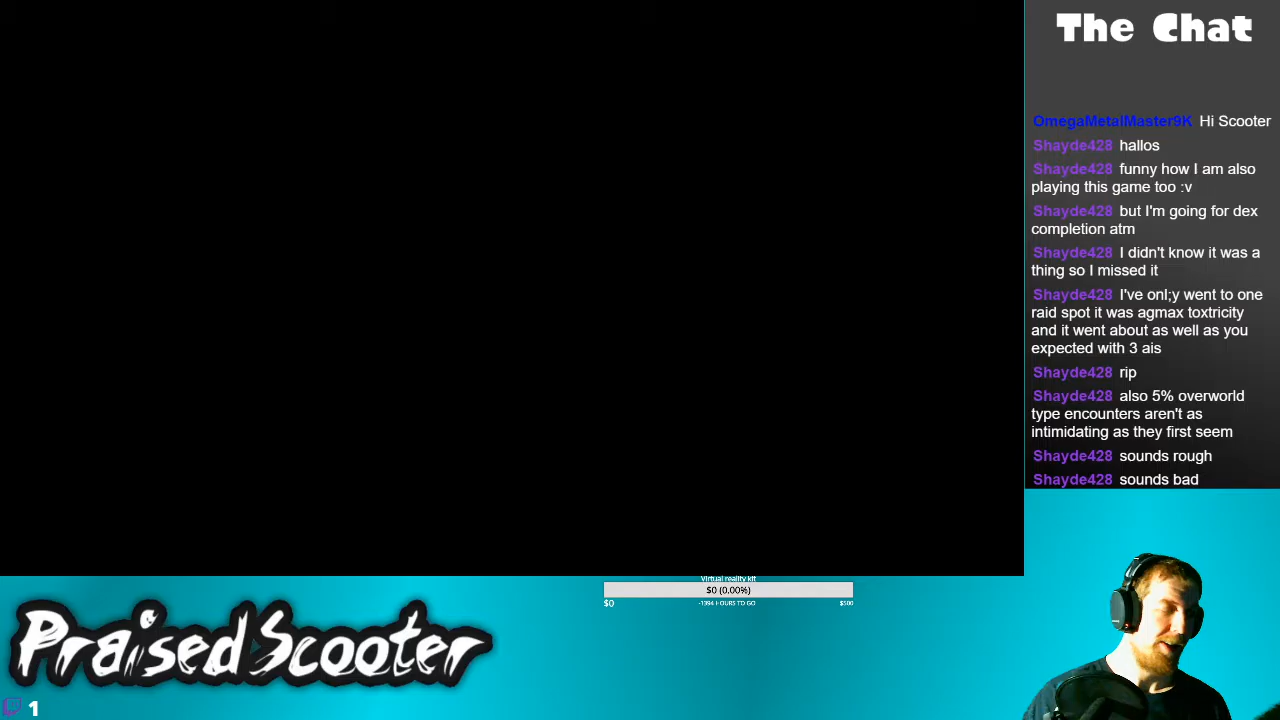 The Chat
OmegaMetalMaster9K Hi Scooter
Shayde428 hallos
Shayde428 funny how I am also
playing this game too :v
Shayde428 but I'm going for dex
completion atm
Shayde428 I didn't know it was a
thing so I missed it
Shayde428 I've onl;y went to one
raid spot it was agmax toxtricity
and it went about as well as you
expected with 3 ais
Shayde428 rip
Shayde428 also 5% overworld
type encounters aren't as
intimidating as they first seem
Shayde428 sounds rough
Shayde428 sounds bad
Virtual reality kit
$0 (0.00%)
$0 -1394 HOURS TO GO $500
PraisedScooter
1